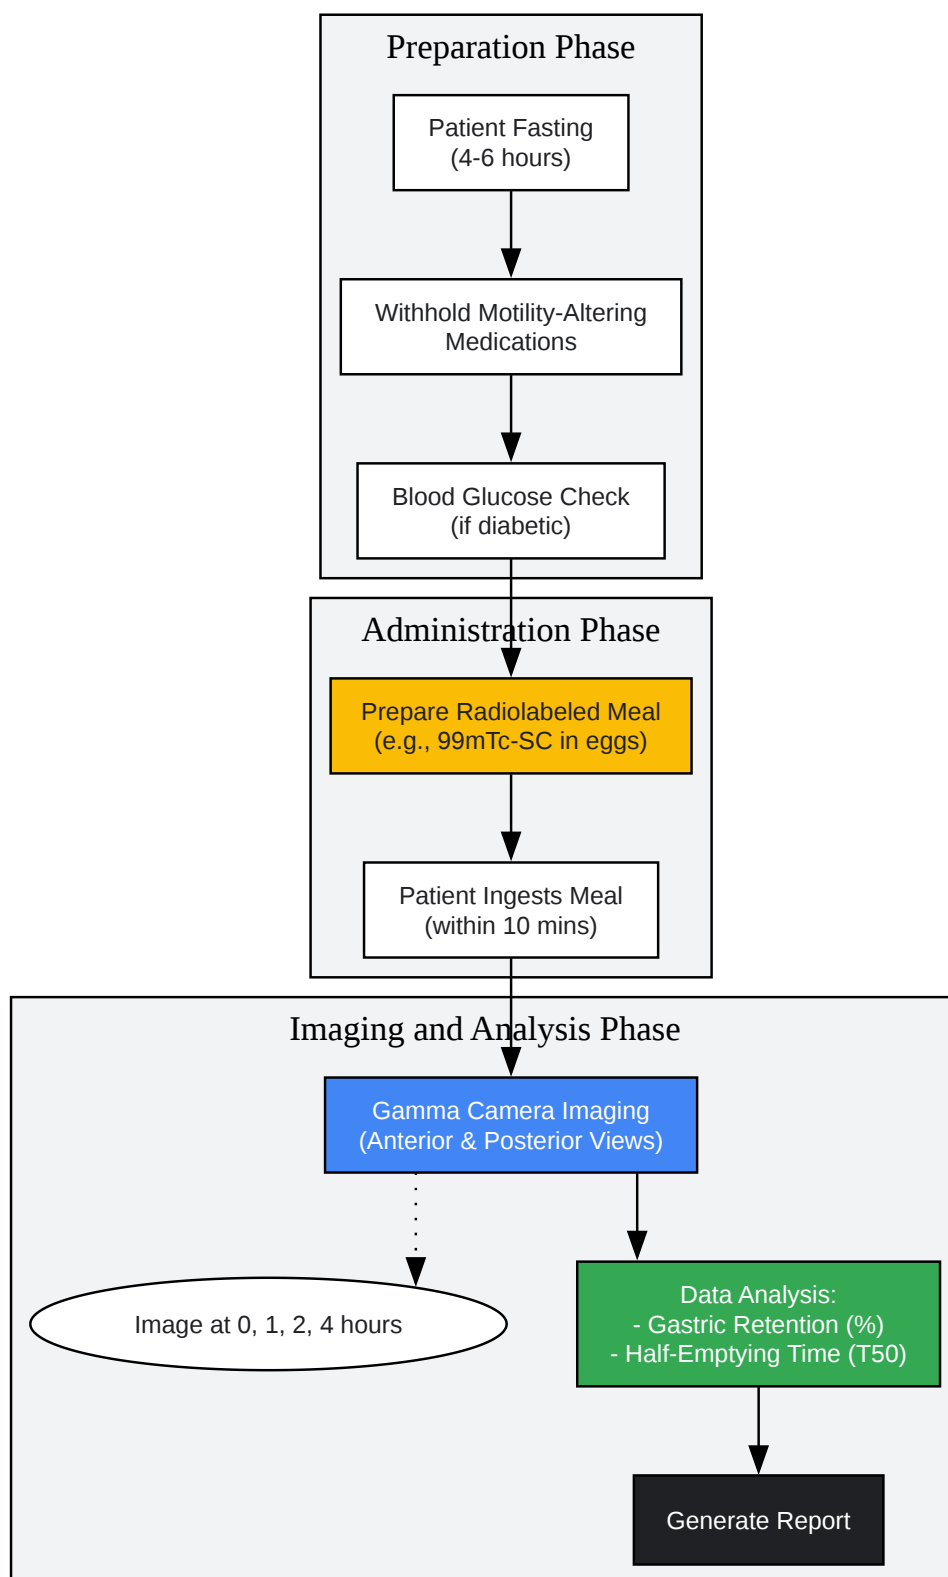 Preparation Phase
Patient Fasting
(4-6 hours)
Withhold Motility-Altering
Medications
Blood Glucose Check
(if diabetic)
Administration Phase
Prepare Radiolabeled Meal
(e.g., 99mTc-SC in eggs)
Patient Ingests Meal
(within 10 mins)
Imaging and Analysis Phase
Gamma Camera Imaging
(Anterior & Posterior Views)
Image at 0, 1, 2, 4 hours
Data Analysis:
- Gastric Retention (%)
- Half-Emptying Time (T50)
Generate Report